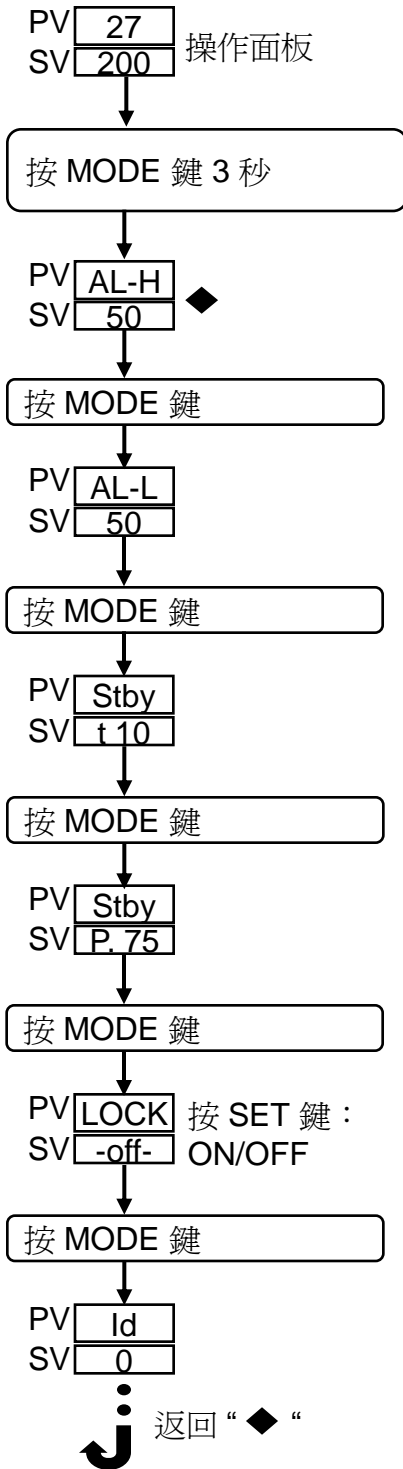 PV 27
SV 200 操作面板
按 MODE 鍵 3 秒
PV AL-H
SV 50 ◆
按 MODE 鍵
PV AL-L
SV 50
按 MODE 鍵
PV Stby
SV t 10
按 MODE 鍵
PV Stby
SV P. 75
按 MODE 鍵
PV LOCK 按 SET 鍵：
SV -off- ON/OFF
按 MODE 鍵
PV Id
SV 0
返回 “ ◆ “